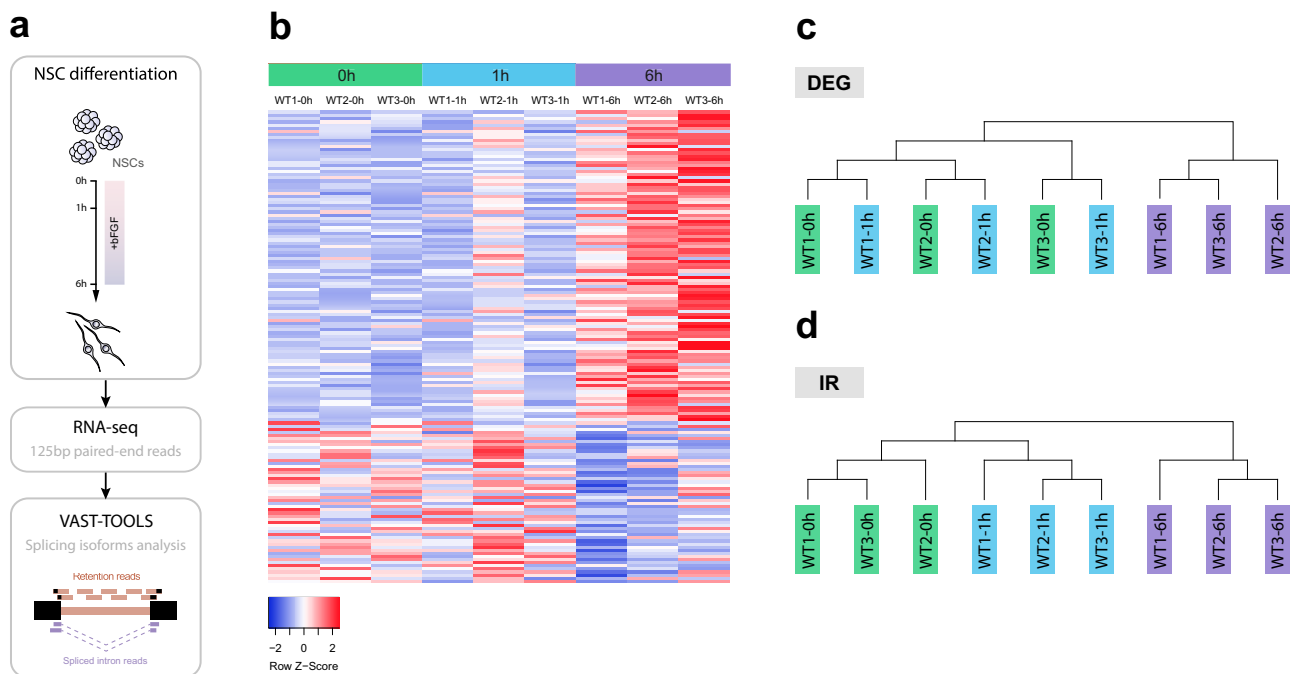 a
NSC differentiation
NSCs
0h
1h
+bFGF
6h
RNA-seq
125bp paired-end reads
VAST-TOOLS
Splicing isoforms analysis
Retention reads
Spliced intron reads
b
0h 1h 6h
WT1-0h WT2-0h WT3-0h WT1-1h WT2-1h WT3-1h WT1-6h WT2-6h WT3-6h
−2 0 2
Row Z−Score
c
DEG
WT1-0h WT1-1h WT2-0h WT2-1h WT3-0h WT3-1h WT1-6h WT3-6h WT2-6h
d
IR
WT1-0h WT3-0h WT2-0h WT1-1h WT2-1h WT3-1h WT1-6h WT2-6h WT3-6h